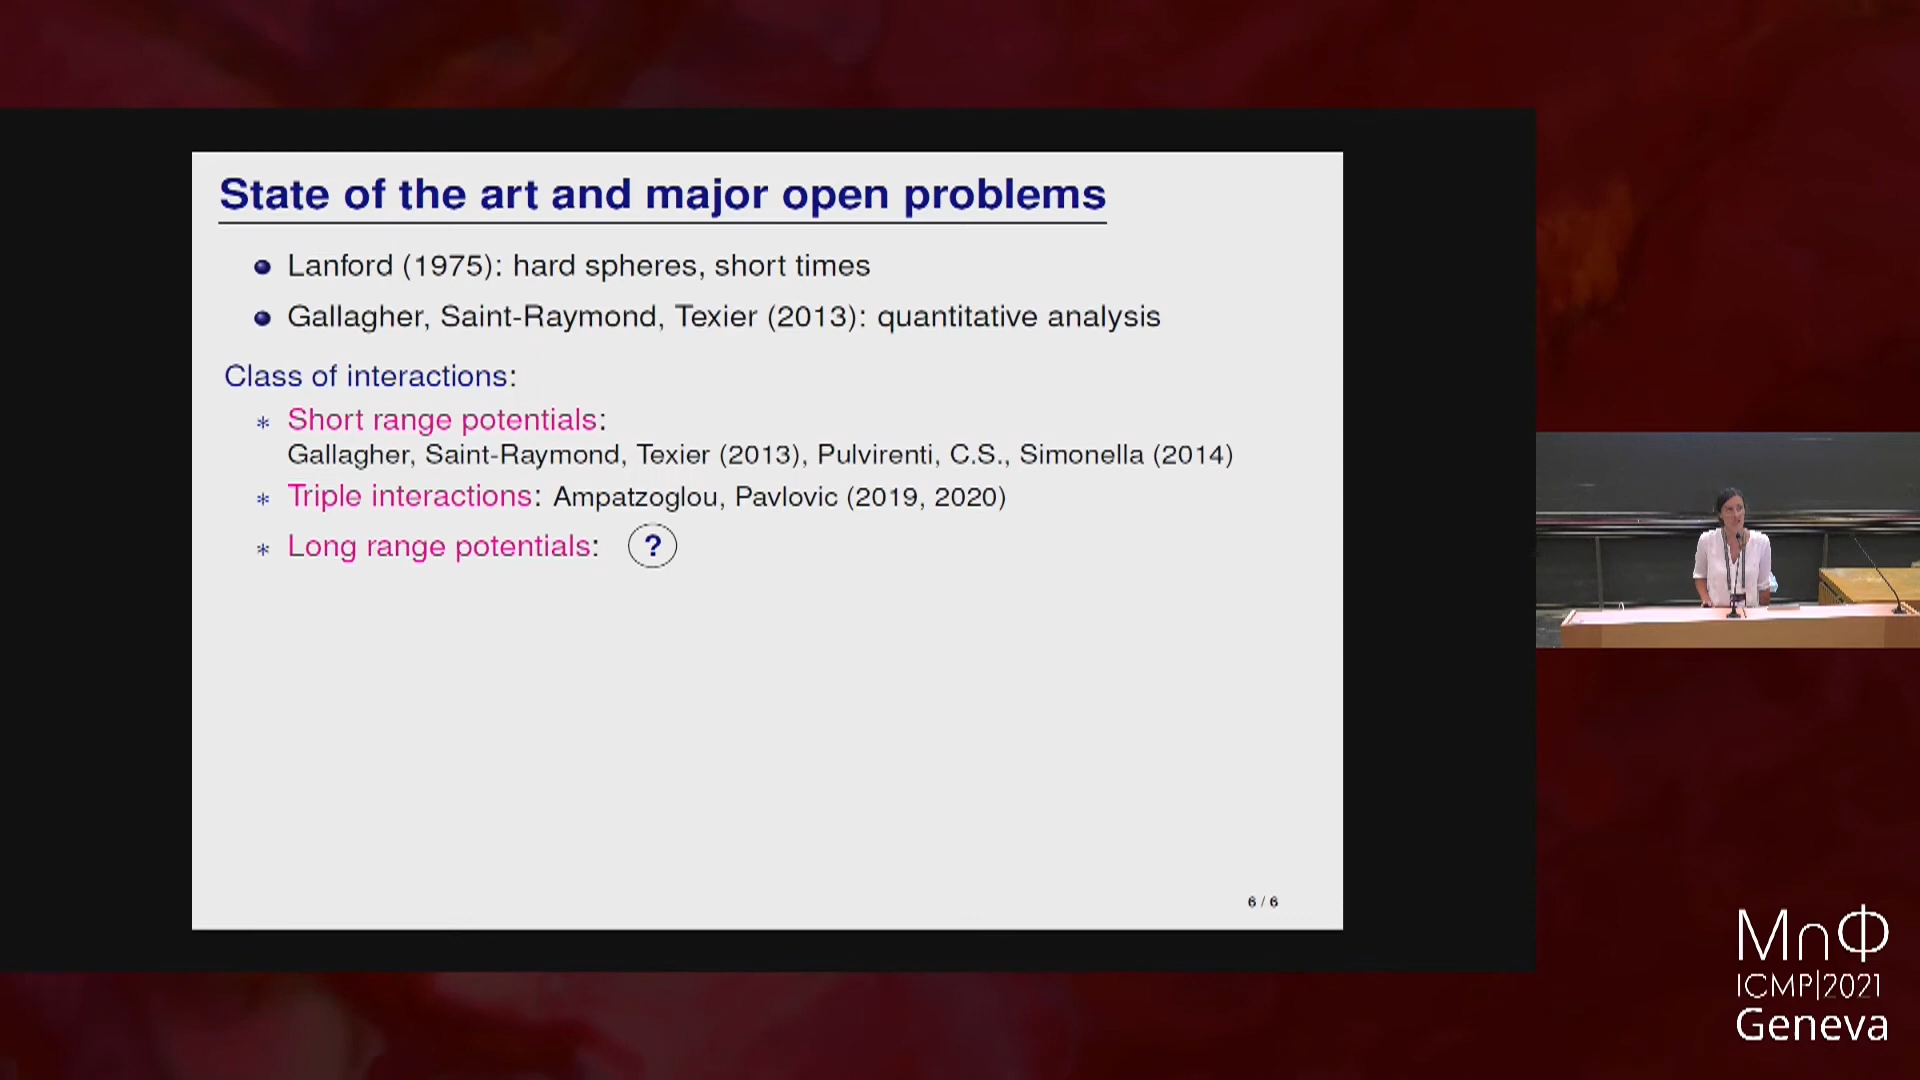 State of the art and major open problems
Lanford (1975): hard spheres, short times
Gallagher, Saint-Raymond, Texier (2013): quantitative analysis
Class of interactions:
* Short range potentials:
Gallagher, Saint-Raymond, Texier (2013), Pulvirenti, C.S., Simonella (2014)
* Triple interactions: Ampatzoglou, Pavlovic (2019, 2020)
* Long range potentials: ?
6 / 6
M∩Φ
ICMP|2021
Geneva